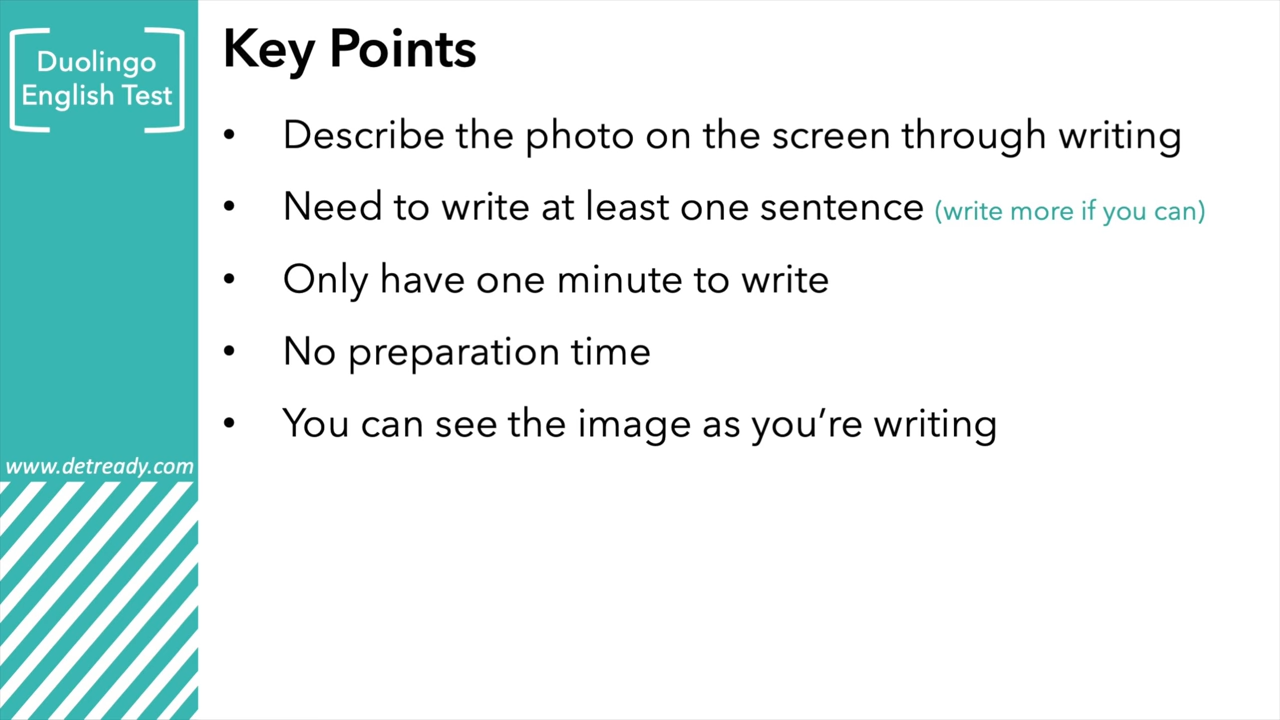 Duolingo
English Test
Key Points
• Describe the photo on the screen through writing
• Need to write at least one sentence (write more if you can)
• Only have one minute to write
• No preparation time
• You can see the image as you’re writing
www.detready.com